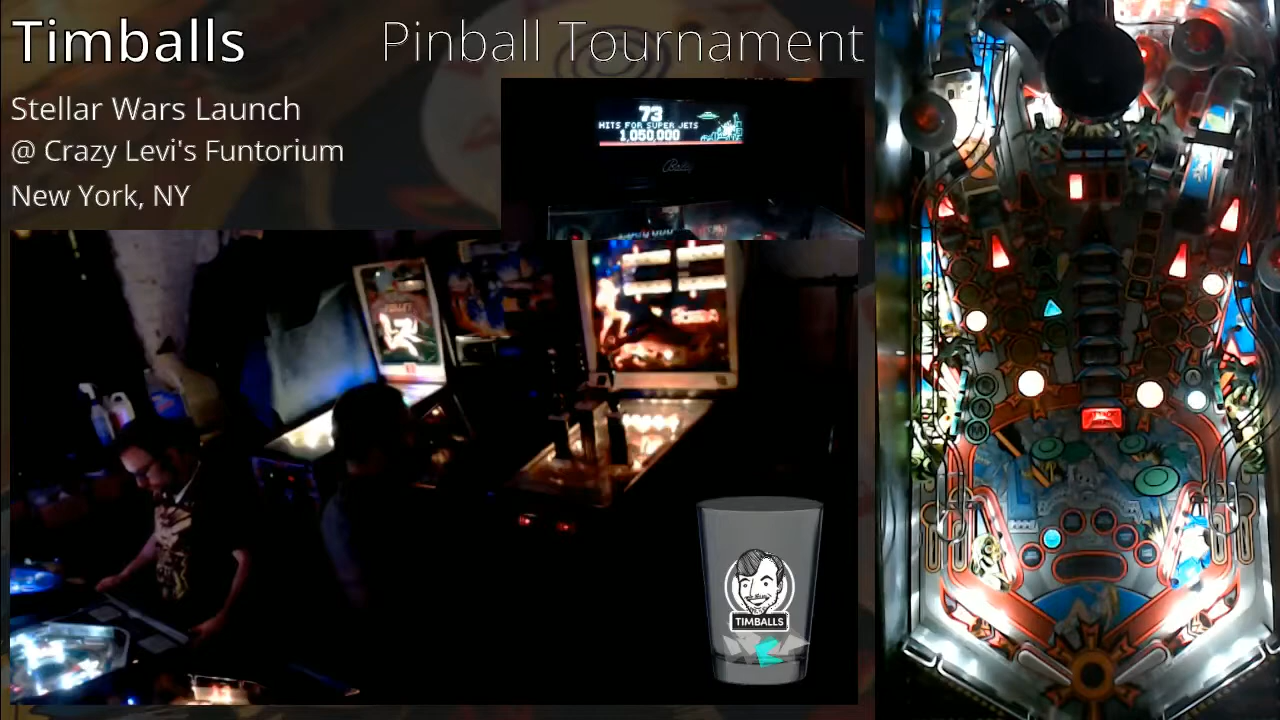 Timballs
Pinball Tournament
Stellar Wars Launch
@ Crazy Levi's Funtorium
New York, NY
73
HITS FOR SUPER JETS
1,050,000
Bally
TIMBALLS